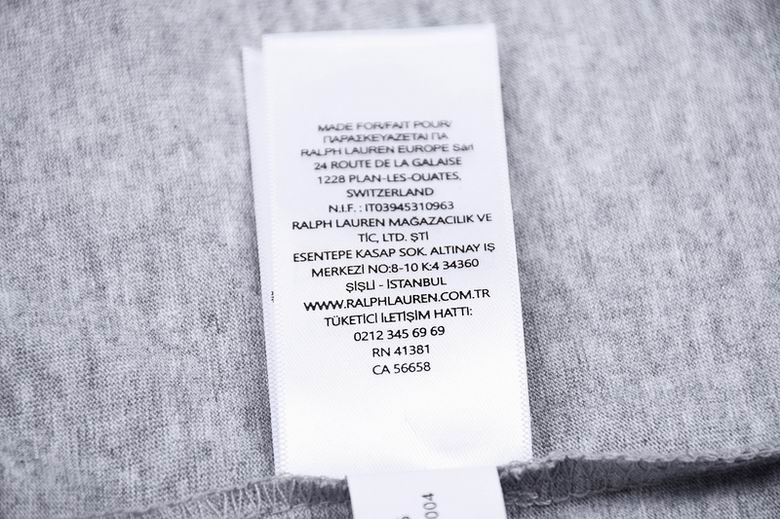 MADE FOR/FAIT POUR/
ΠΑΡΑΣΚΕΥΑΖΕΤΑΙ ΓΙΑ
RALPH LAUREN EUROPE Sàrl
24 ROUTE DE LA GALAISE
1228 PLAN-LES-OUATES,
SWITZERLAND
N.I.F. : IT03945310963
RALPH LAUREN MAĞAZACILIK VE
TİC, LTD. ŞTİ
ESENTEPE KASAP SOK. ALTINAY IŞ
MERKEZİ NO:8-10 K:4 34360
ŞİŞLİ - İSTANBUL
WWW.RALPHLAUREN.COM.TR
TÜKETİCİ İLETİŞİM HATTI:
0212 345 69 69
RN 41381
CA 56658
004